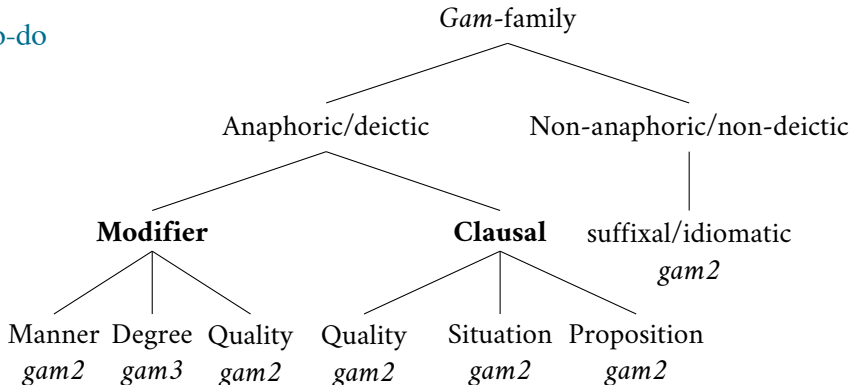 Gam-family
o-do
Anaphoric/deictic Non-anaphoric/non-deictic
Modifier Clausal suffixal/idiomatic
gam2
Manner Degree Quality Quality Situation Proposition
gam2 gam3 gam2 gam2 gam2 gam2